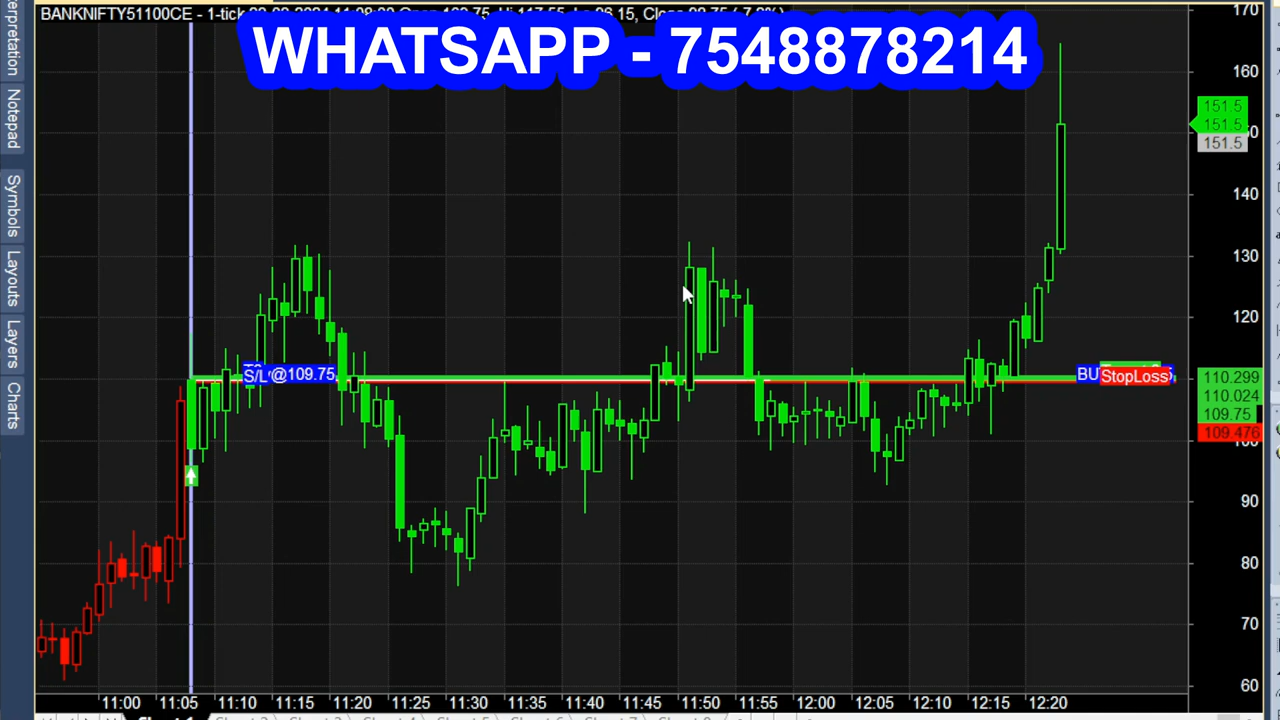 BANKNIFTY51100CE - 1-tick
WHATSAPP - 7548878214
erpretation
Notepad
Symbols
Layouts
Layers
Charts
170
160
151.5
151.5
151.5
140
130
120
S/L @109.75
StopLoss
110.299
110.024
109.75
109.476
90
80
70
60
11:00 11:05 11:10 11:15 11:20 11:25 11:30 11:35 11:40 11:45 11:50 11:55 12:00 12:05 12:10 12:15 12:20